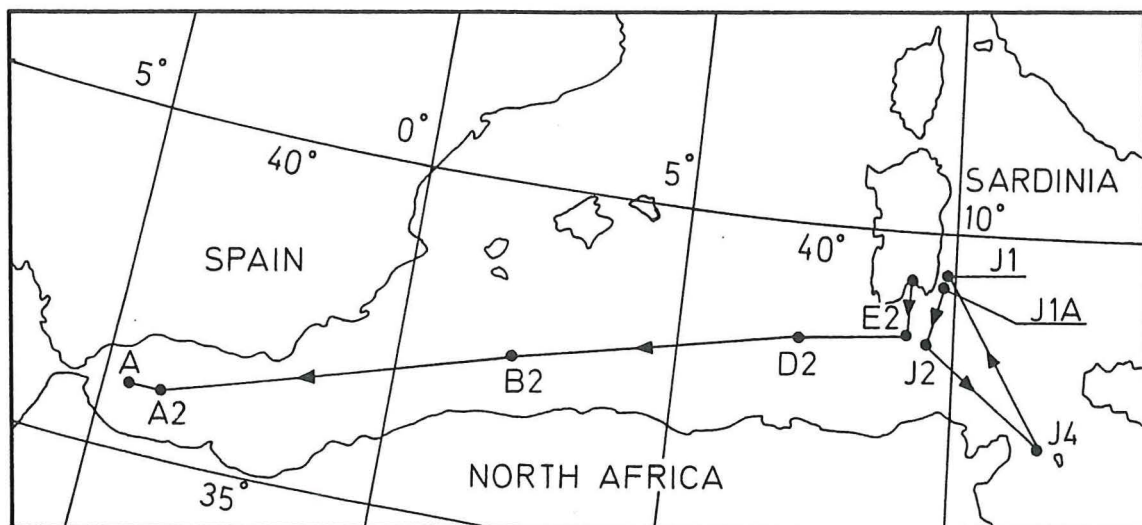 5°
0°
40°
5°
SARDINIA
10°
40°
SPAIN
J1
J1A
E2
J2
D2
B2
A
A2
J4
NORTH AFRICA
35°